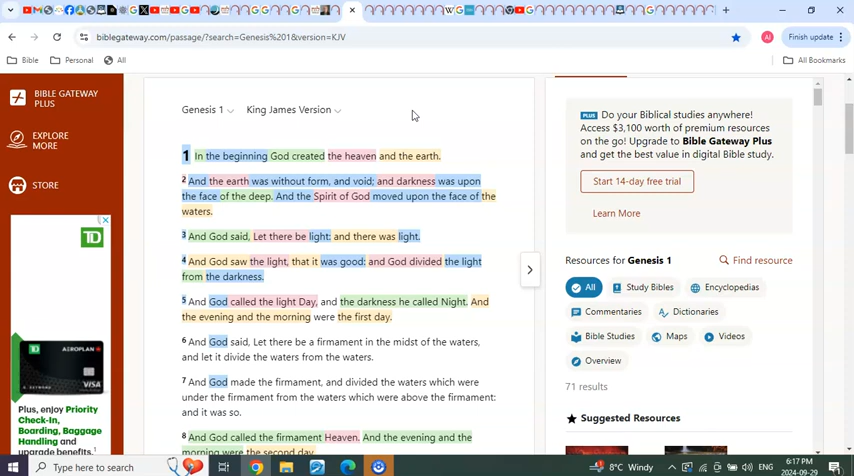 biblegateway.com/passage/?search=Genesis%201&version=KJV
AI
Finish update
Bible
Personal
All
All Bookmarks
BIBLE GATEWAY
PLUS
EXPLORE
MORE
STORE
TD
TD
AEROPLAN
VISA
Plus, enjoy Priority
Check-In,
Boarding, Baggage
Handling and
upgrade benefits.
Genesis 1
King James Version
1 In the beginning God created the heaven and the earth.
2 And the earth was without form, and void; and darkness was upon
the face of the deep. And the Spirit of God moved upon the face of the
waters.
3 And God said, Let there be light: and there was light.
4 And God saw the light, that it was good: and God divided the light
from the darkness.
5 And God called the light Day, and the darkness he called Night. And
the evening and the morning were the first day.
6 And God said, Let there be a firmament in the midst of the waters,
and let it divide the waters from the waters.
7 And God made the firmament, and divided the waters which were
under the firmament from the waters which were above the firmament:
and it was so.
8 And God called the firmament Heaven. And the evening and the
morning were the second day.
PLUS Do your Biblical studies anywhere!
Access $3,100 worth of premium resources
on the go! Upgrade to Bible Gateway Plus
and get the best value in digital Bible study.
Start 14-day free trial
Learn More
Resources for Genesis 1
Find resource
All
Study Bibles
Encyclopedias
Commentaries
Dictionaries
Bible Studies
Maps
Videos
Overview
71 results
Suggested Resources
Type here to search
8°C Windy
ENG
6:17 PM
2024-09-29